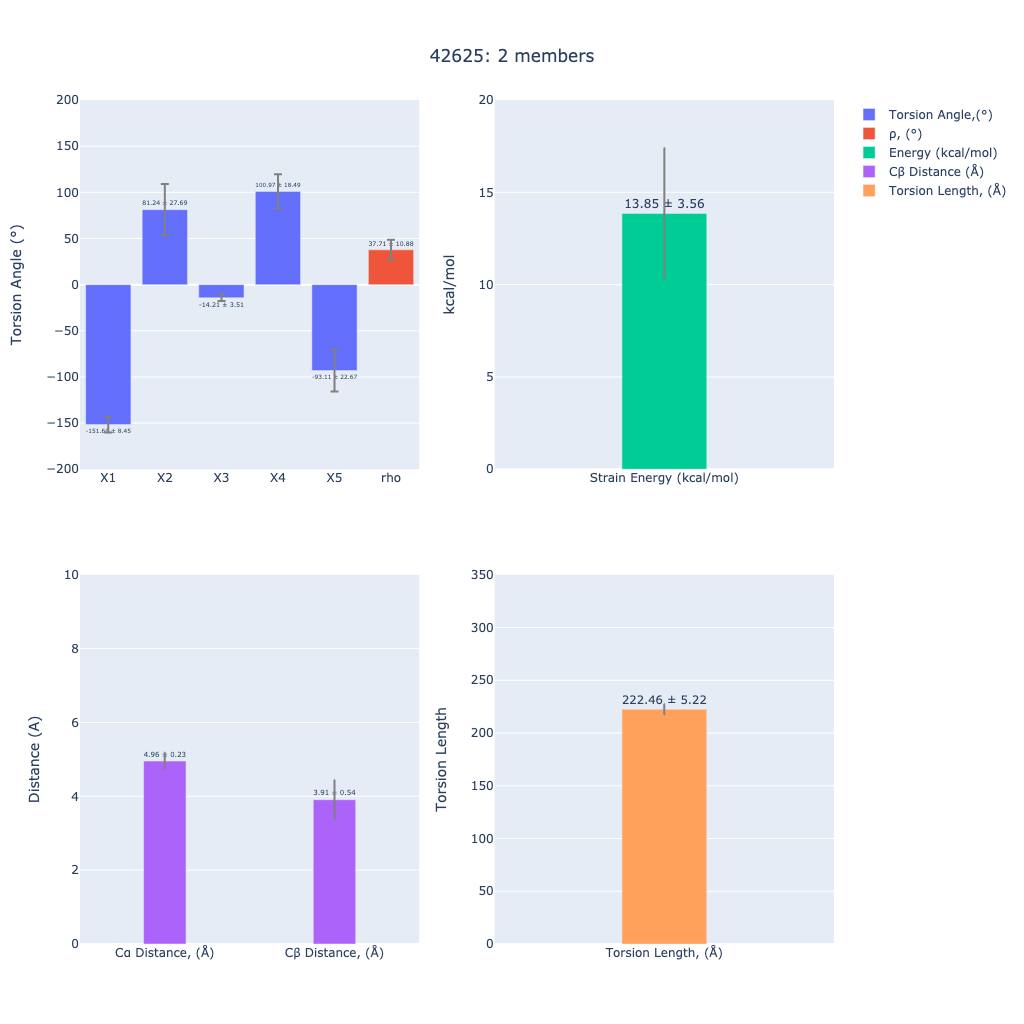 42625: 2 members
Torsion Angle (°)
200
150
100
50
0
−50
−100
−150
−200
81.24 ± 27.69
100.97 ± 18.49
37.71 ± 10.88
-14.21 ± 3.51
-93.11 ± 22.67
± 8.45
X1 X2 X3 X4 X5 rho
kcal/mol
20
15
10
5
0
13.85 ± 3.56
Strain Energy (kcal/mol)
Torsion Angle,(°)
ρ, (°)
Energy (kcal/mol)
Cβ Distance (Å)
Torsion Length, (Å)
Distance (A)
10
8
6
4
2
0
4.96 ± 0.23
3.91 ± 0.54
Cα Distance, (Å) Cβ Distance, (Å)
Torsion Length
350
300
250
200
150
100
50
0
222.46 ± 5.22
Torsion Length, (Å)